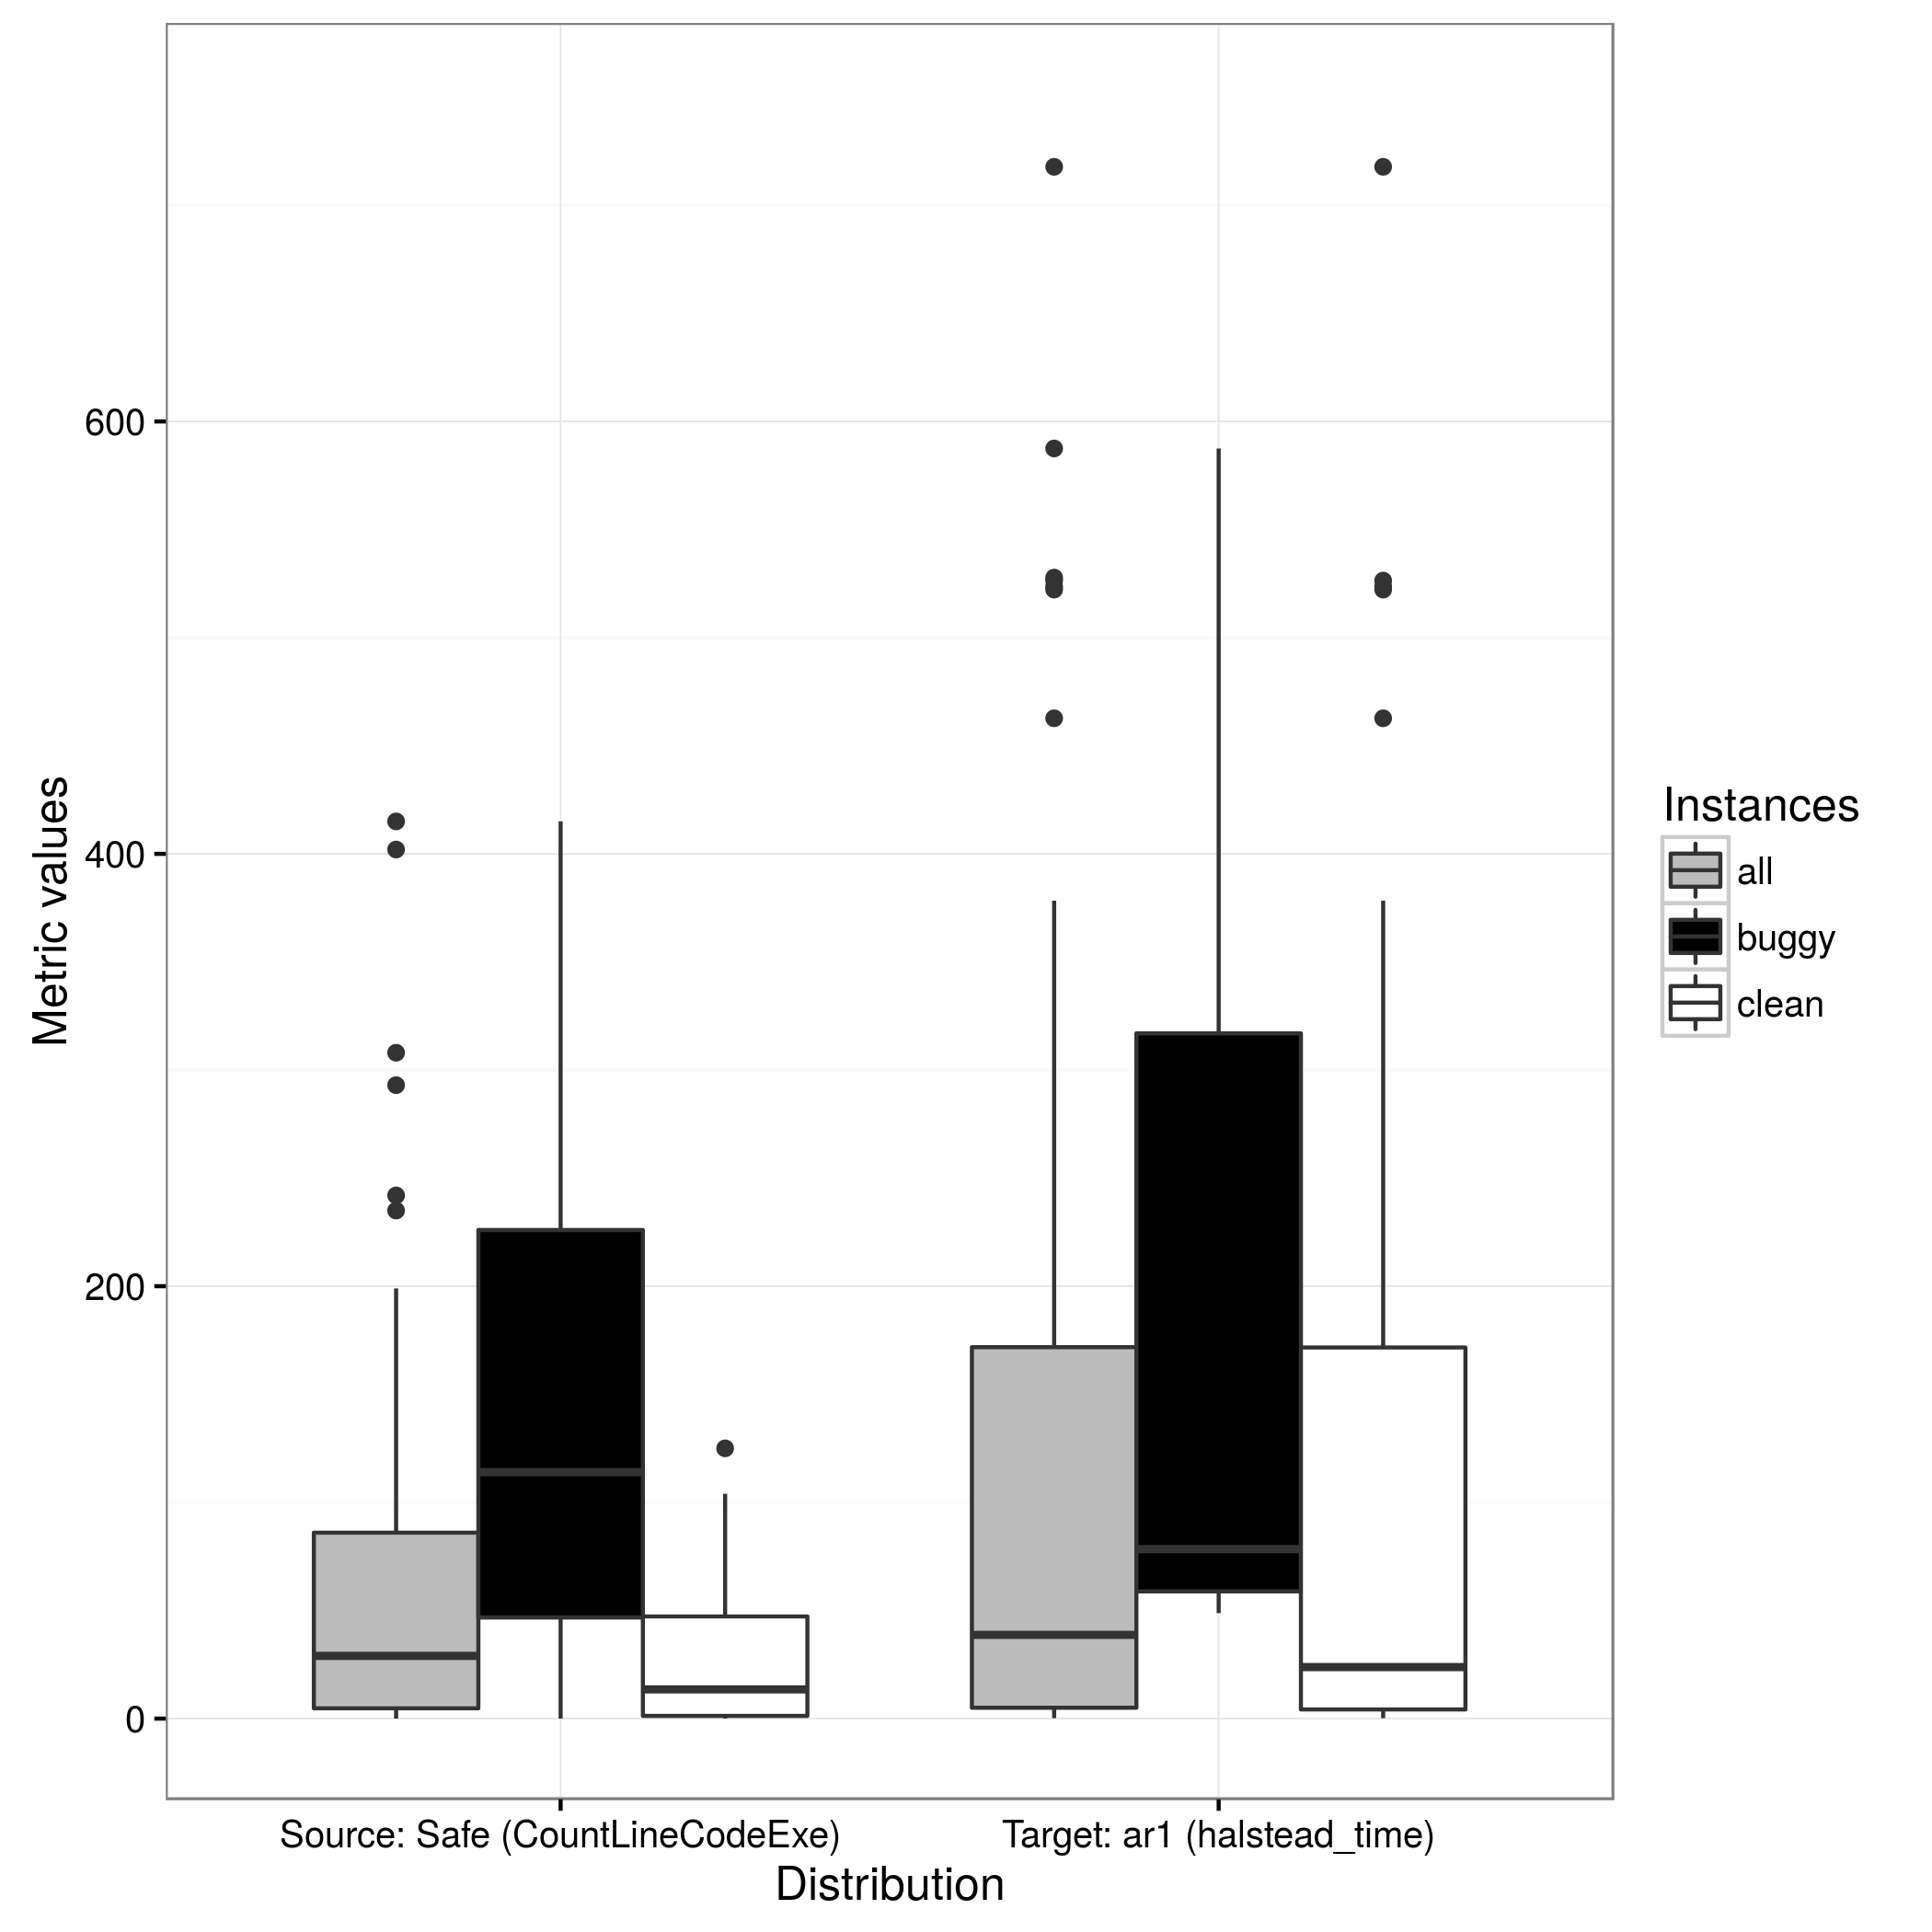 Metric values
600
400
200
0
Source: Safe (CountLineCodeExe)
Target: ar1 (halstead_time)
Distribution
Instances
all
buggy
clean